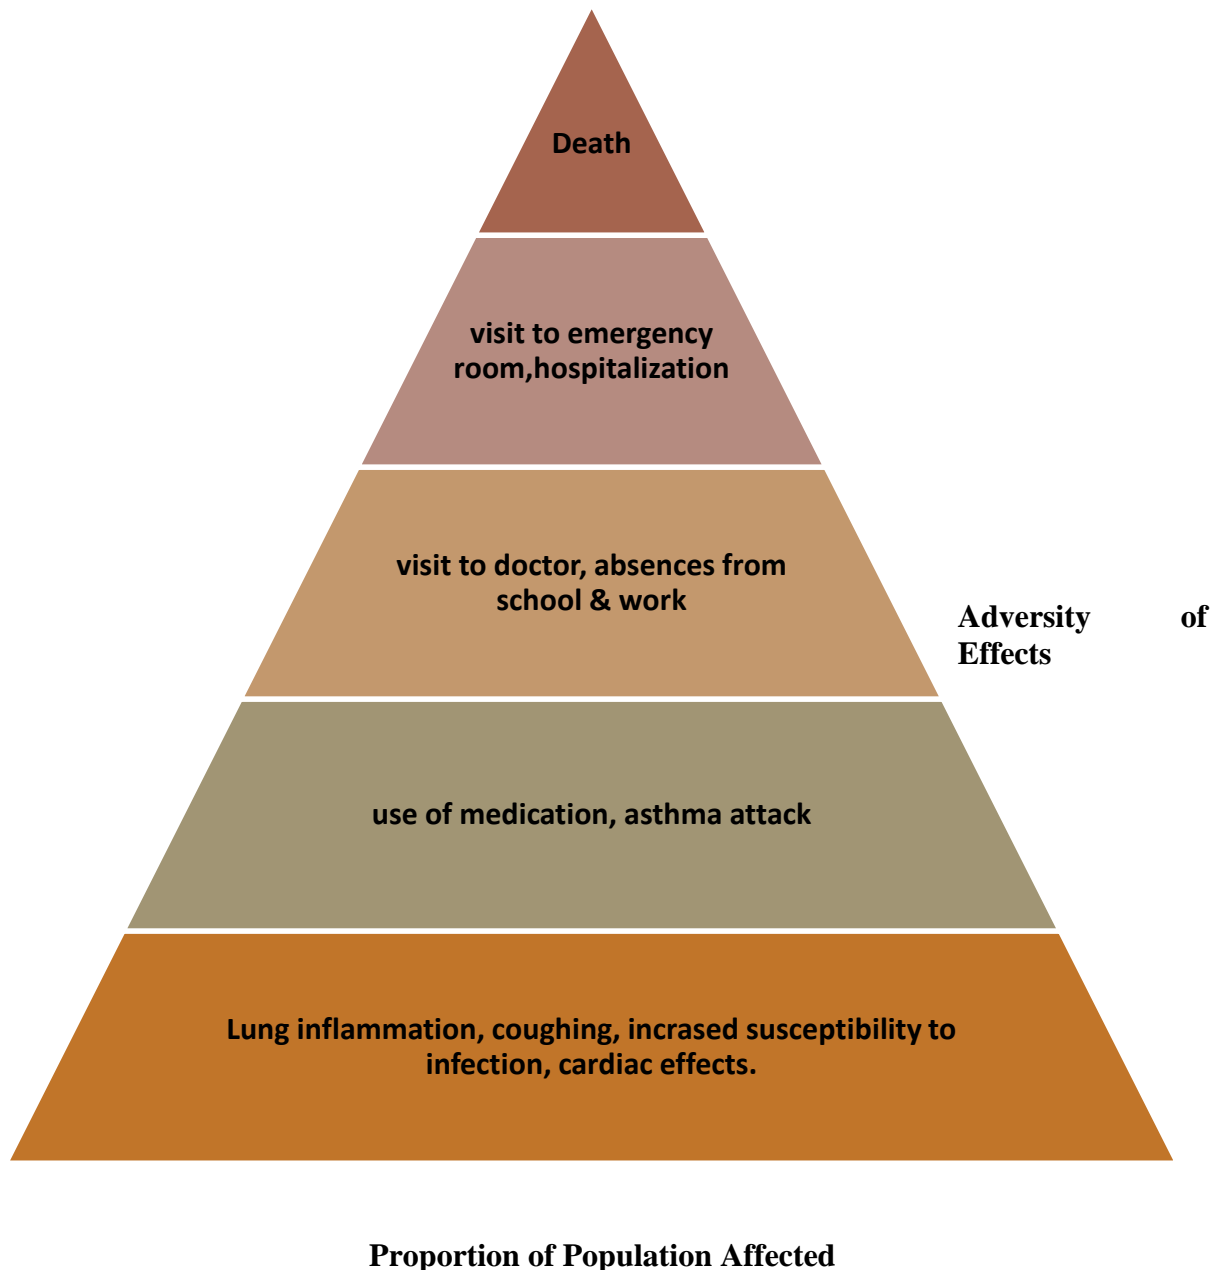 Death
visit to emergency
room,hospitalization
visit to doctor, absences from
school & work
Adversity of
Effects
use of medication, asthma attack
Lung inflammation, coughing, incrased susceptibility to
infection, cardiac effects.
Proportion of Population Affected